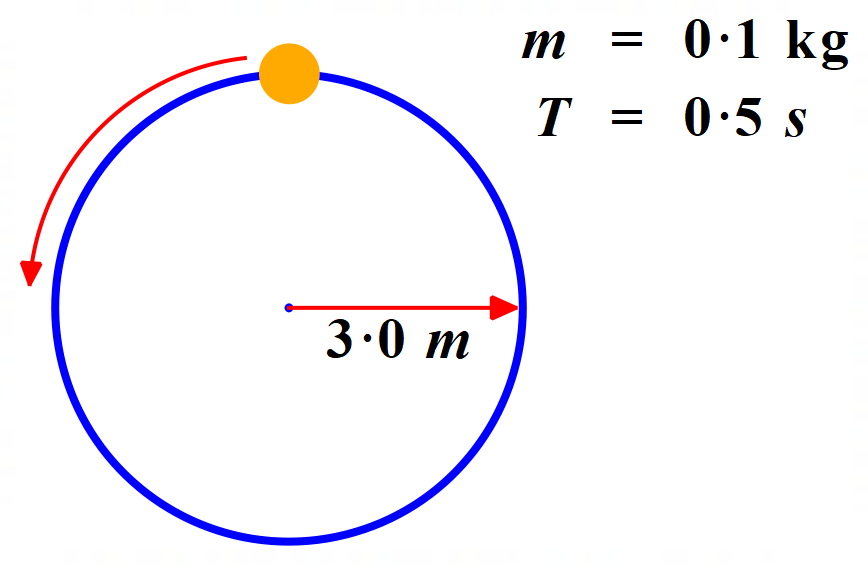 m = 0·1 kg
T = 0·5 s
3·0 m